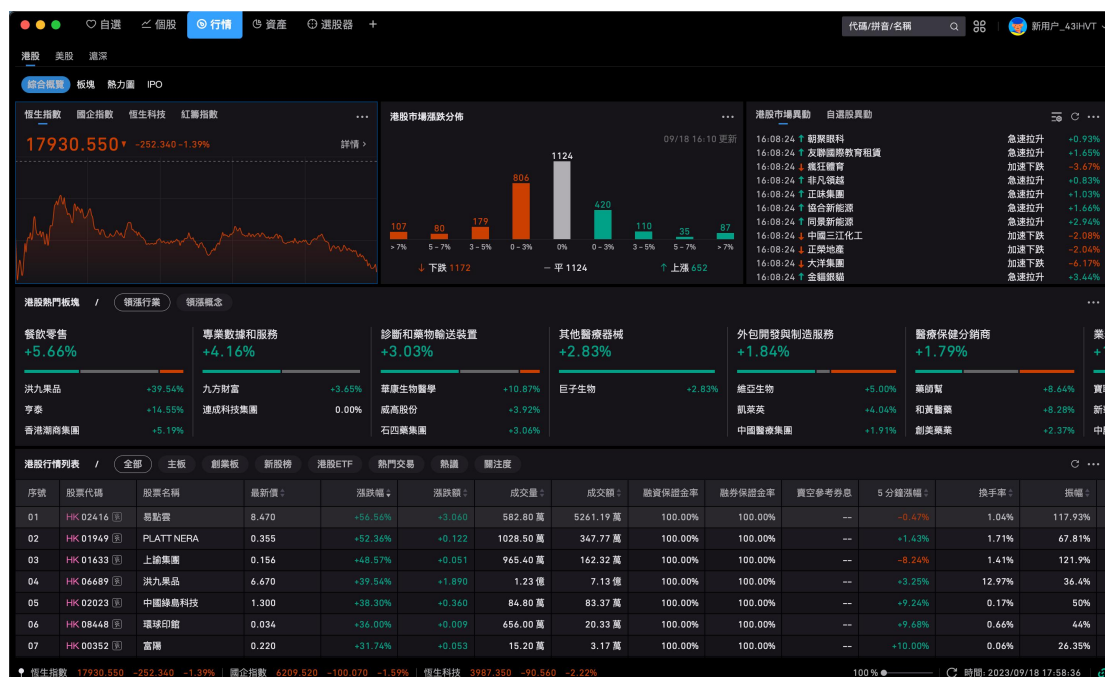 自選 個股 行情 資產 選股器 + 代碼/拼音/名稱 新用户_43iHVT
港股 美股 滬深
綜合概覽 板塊 熱力圖 IPO
恆生指數 國企指數 恆生科技 紅籌指數 ...
17930.550 -252.340 -1.39% 詳情 >
港股市場漲跌分佈 ...
09/18 16:10 更新
107 80 179 806 1124 420 110 35 87
> 7% 5 - 7% 3 - 5% 0 - 3% 0% 0 - 3% 3 - 5% 5 - 7% > 7%
↓ 下跌 1172 — 平 1124 ↑ 上漲 652
港股市場異動 自選股異動 ...
16:08:24 ↑ 朝聚眼科 急速拉升 +0.93%
16:08:24 ↑ 友聯國際教育租賃 急速拉升 +1.65%
16:08:24 ↓ 瘋狂體育 加速下跌 -3.67%
16:08:24 ↑ 非凡領越 急速拉升 +0.83%
16:08:24 ↑ 正味集團 急速拉升 +1.03%
16:08:24 ↑ 協合新能源 急速拉升 +1.66%
16:08:24 ↑ 同景新能源 急速拉升 +2.94%
16:08:24 ↓ 中國三江化工 加速下跌 -2.08%
16:08:24 ↓ 正榮地產 加速下跌 -2.04%
16:08:24 ↓ 大洋集團 加速下跌 -6.17%
16:08:24 ↑ 金貓銀貓 急速拉升 +3.44%
港股熱門板塊 / 領漲行業 領漲概念 ...
餐飲零售 專業數據和服務 診斷和藥物輸送裝置 其他醫療器械 外包開發與制造服務 醫療保健分銷商 業
+5.66% +4.16% +3.03% +2.83% +1.84% +1.79%
洪九果品 +39.54% 九方財富 +3.65% 華康生物醫學 +10.87% 巨子生物 +2.83% 維亞生物 +5.00% 藥師幫 +8.64%
亨泰 +14.55% 連成科技集團 0.00% 威高股份 +3.92% 凱萊英 +4.04% 和黃醫藥 +8.28%
香港潮商集團 +5.19% 石四藥集團 +3.06% 中國醫療集團 +1.91% 創美藥業 +2.37%
港股行情列表 / 全部 主板 創業板 新股榜 港股ETF 熱門交易 熱議 關注度 ...
序號 股票代碼 股票名稱 最新價 漲跌幅 漲跌額 成交量 成交額 融資保證金率 融券保證金率 賣空參考券息 5 分鐘漲幅 換手率 振幅
01 HK 02416 易點雲 8.470 +56.56% +3.060 582.80 萬 5261.19 萬 100.00% 100.00% -- -0.47% 1.04% 117.93%
02 HK 01949 PLATT NERA 0.355 +52.36% +0.122 1028.50 萬 347.77 萬 100.00% 100.00% -- +1.43% 1.71% 67.81%
03 HK 01633 上諭集團 0.156 +48.57% +0.051 965.40 萬 162.32 萬 100.00% 100.00% -- -8.24% 1.41% 121.9%
04 HK 06689 洪九果品 6.670 +39.54% +1.890 1.23 億 7.13 億 100.00% 100.00% -- +3.25% 12.97% 36.4%
05 HK 02023 中國綠島科技 1.300 +38.30% +0.360 84.80 萬 83.37 萬 100.00% 100.00% -- +9.24% 0.17% 50%
06 HK 08448 環球印館 0.034 +36.00% +0.009 656.00 萬 20.33 萬 100.00% 100.00% -- +9.68% 0.66% 44%
07 HK 00352 富陽 0.220 +31.74% +0.053 15.20 萬 3.17 萬 100.00% 100.00% -- +10.00% 0.06% 26.35%
恆生指數 17930.550 -252.340 -1.39% 國企指數 6209.520 -100.070 -1.59% 恆生科技 3987.350 -90.560 -2.22% 100% 時間: 2023/09/18 17:58:36